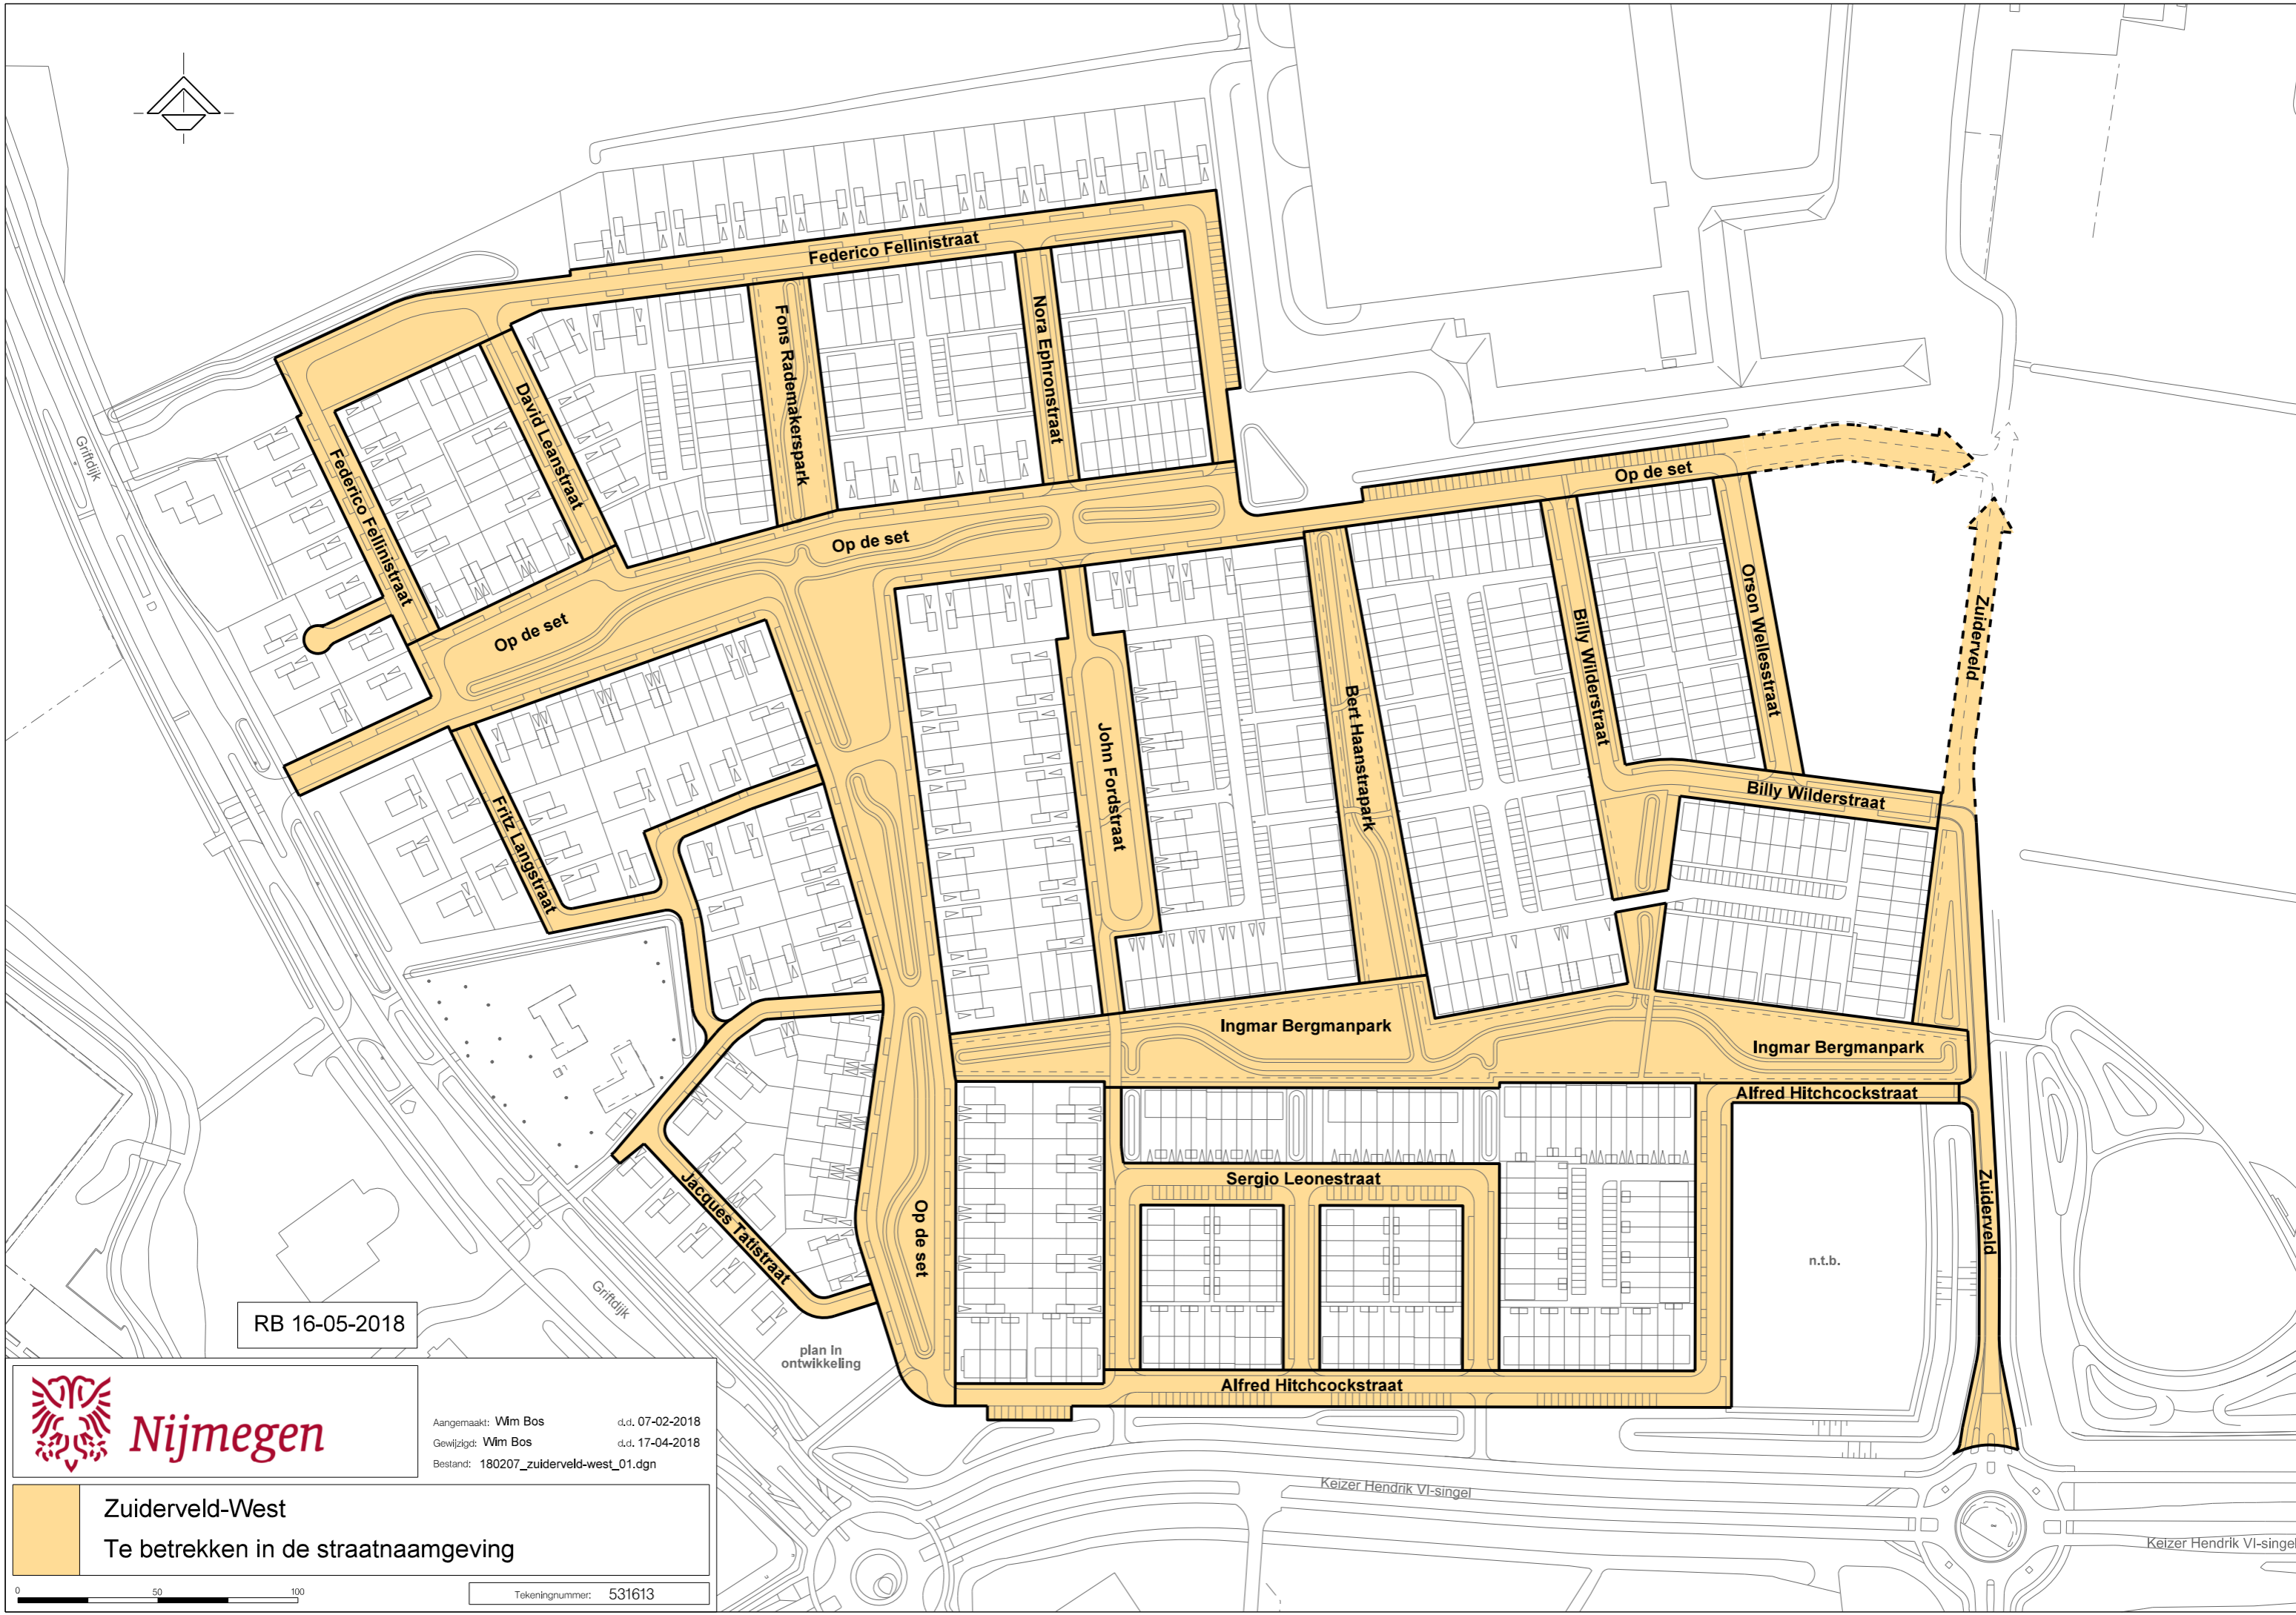 Federico Fellinistraat
Fons Rademakerspark
Nora Ephronstraat
David Leanstraat
Griftdijk
Federico Fellinistraat
Op de set
Op de set
Op de set
Orson Wellesstraat
Zuiderveld
Billy Wilderstraat
Bert Haanstrapark
John Fordstraat
Billy Wilderstraat
Fritz Langstraat
Ingmar Bergmanpark
Ingmar Bergmanpark
Alfred Hitchcockstraat
Sergio Leonestraat
Jacques Tatistraat
Op de set
Zuiderveld
n.t.b.
Griftdijk
plan in
ontwikkeling
Alfred Hitchcockstraat
Keizer Hendrik VI-singel
Keizer Hendrik VI-singel
RB 16-05-2018
Nijmegen
Aangemaakt: Wim Bos d.d. 07-02-2018
Gewijzigd: Wim Bos d.d. 17-04-2018
Bestand: 180207_zuiderveld-west_01.dgn
Zuiderveld-West
Te betrekken in de straatnaamgeving
0 50 100
Tekeningnummer: 531613